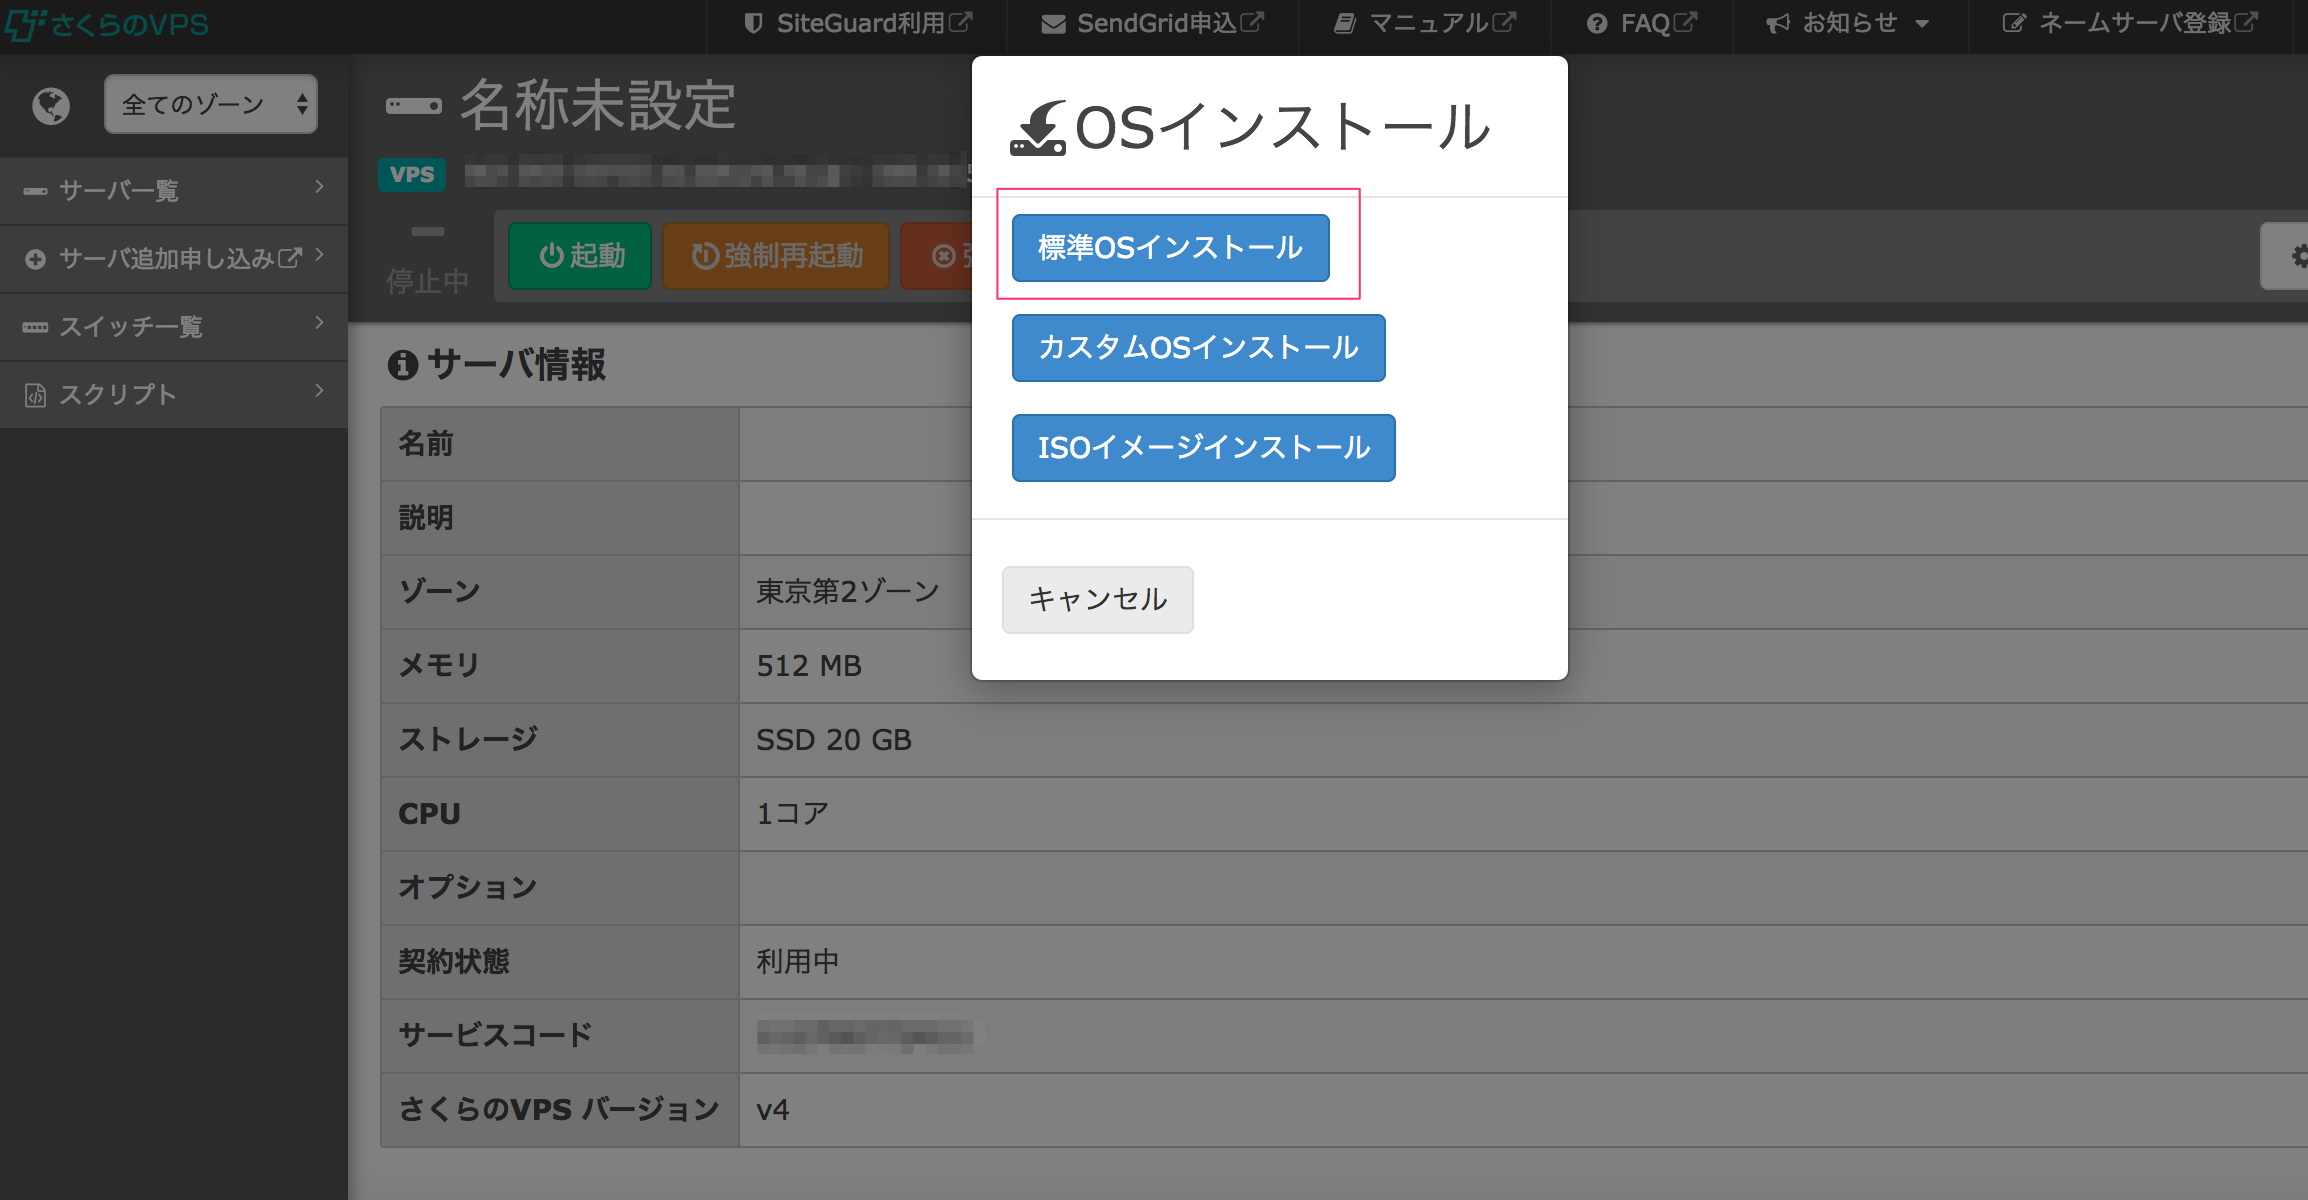 さくらのVPS
SiteGuard利用
SendGrid申込
マニュアル
FAQ
お知らせ
ネームサーバ登録
全てのゾーン
サーバ一覧
サーバ追加申し込み
スイッチ一覧
スクリプト
名称未設定
VPS
停止中
起動
強制再起動
OSインストール
標準OSインストール
カスタムOSインストール
ISOイメージインストール
キャンセル
サーバ情報
名前
説明
ゾーン 東京第2ゾーン
メモリ 512 MB
ストレージ SSD 20 GB
CPU 1コア
オプション
契約状態 利用中
サービスコード
さくらのVPS バージョン v4